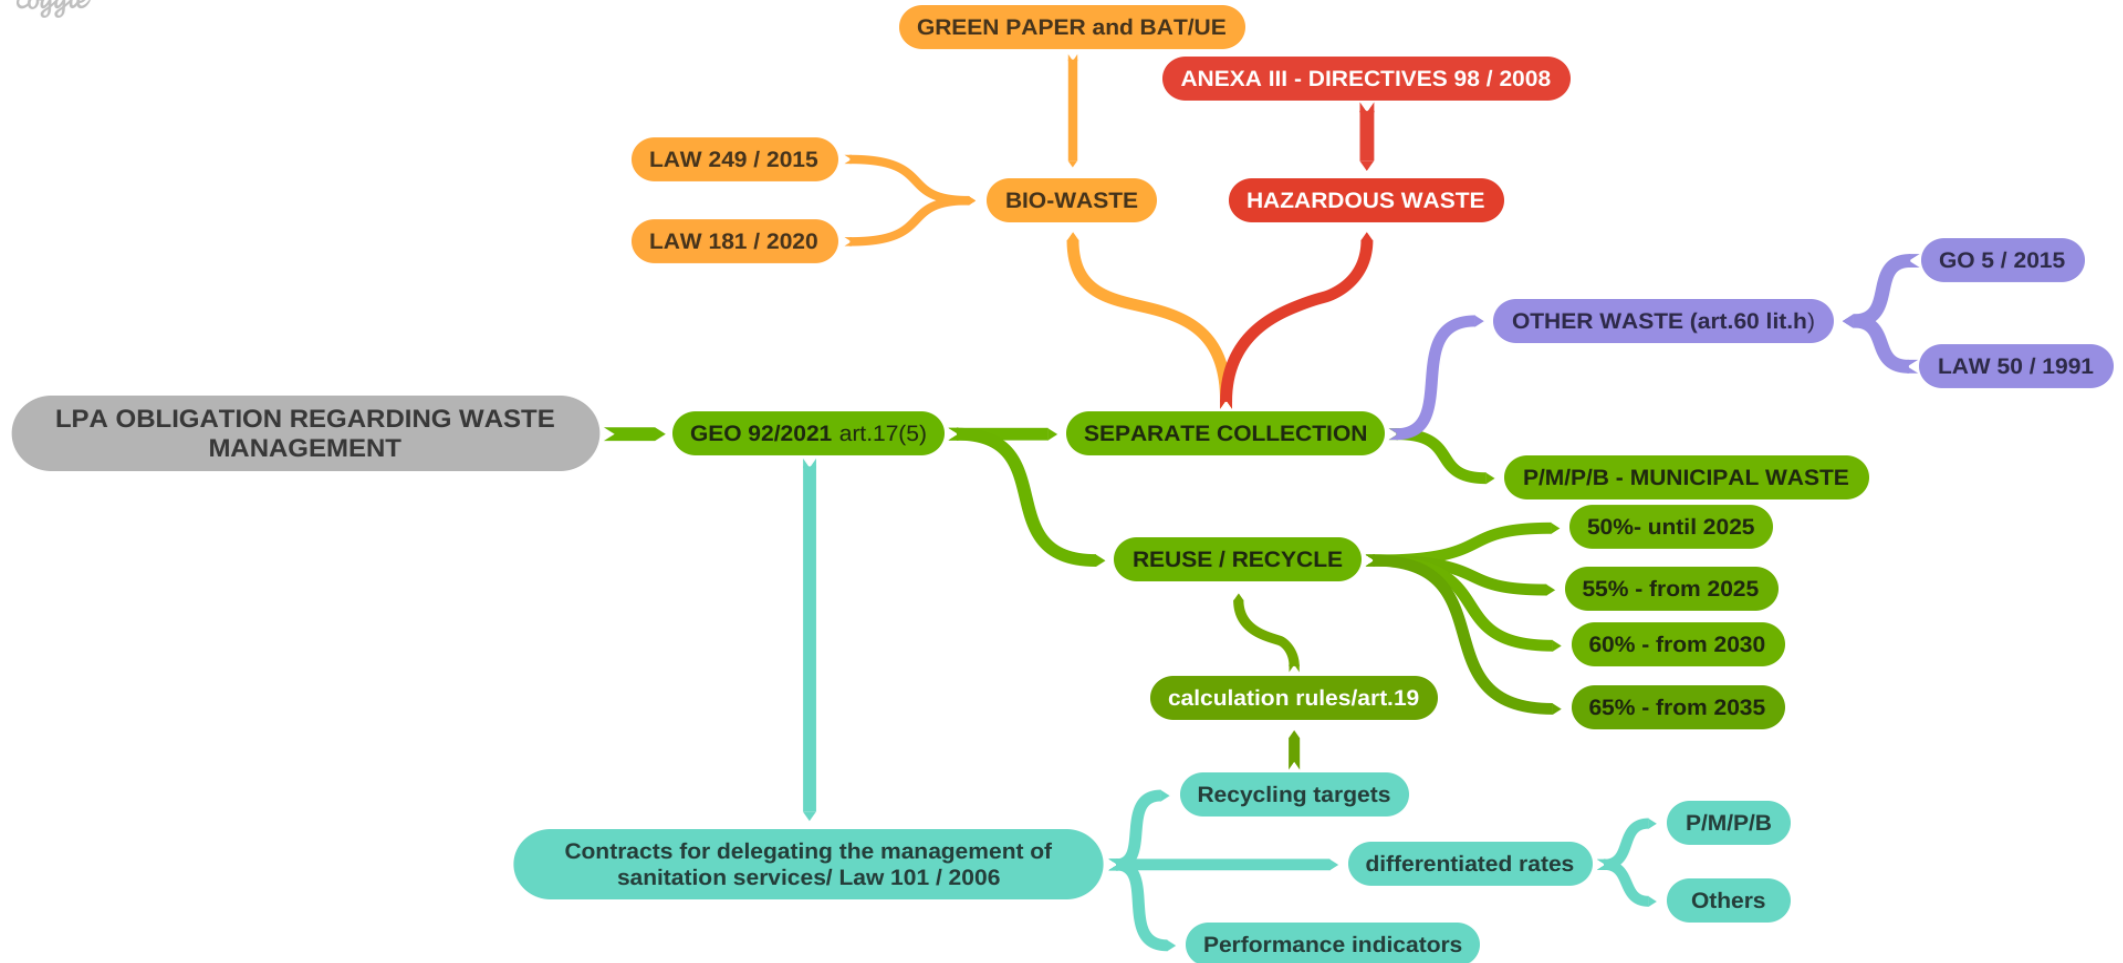 coggle
GREEN PAPER and BAT/UE
ANEXA III - DIRECTIVES 98 / 2008
LAW 249 / 2015
BIO-WASTE
HAZARDOUS WASTE
LAW 181 / 2020
GO 5 / 2015
OTHER WASTE (art.60 lit.h)
LAW 50 / 1991
LPA OBLIGATION REGARDING WASTE
MANAGEMENT
GEO 92/2021 art.17(5)
SEPARATE COLLECTION
P/M/P/B - MUNICIPAL WASTE
50%- until 2025
REUSE / RECYCLE
55% - from 2025
60% - from 2030
65% - from 2035
calculation rules/art.19
Recycling targets
P/M/P/B
Contracts for delegating the management of
sanitation services/ Law 101 / 2006
differentiated rates
Others
Performance indicators